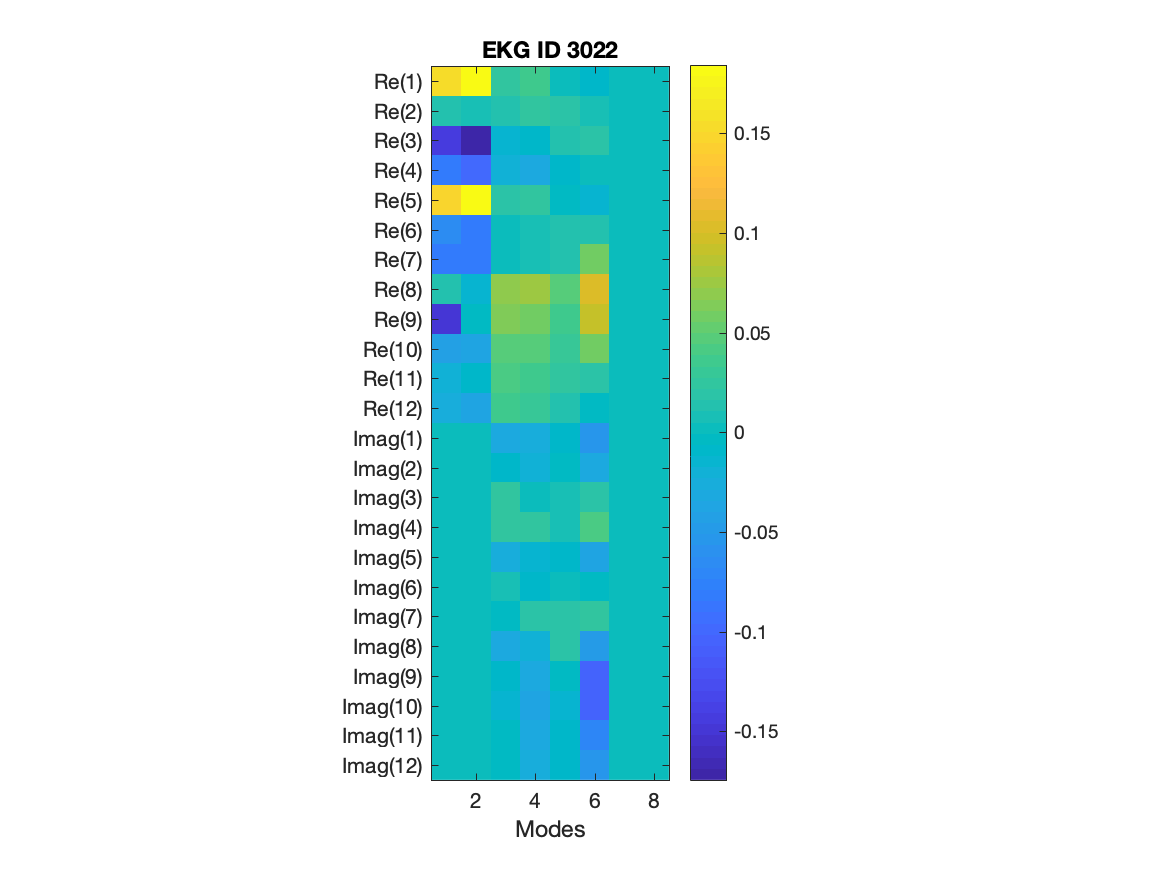 EKG ID 3022
Re(1)
Re(2)
Re(3)
Re(4)
Re(5)
Re(6)
Re(7)
Re(8)
Re(9)
Re(10)
Re(11)
Re(12)
Imag(1)
Imag(2)
Imag(3)
Imag(4)
Imag(5)
Imag(6)
Imag(7)
Imag(8)
Imag(9)
Imag(10)
Imag(11)
Imag(12)
2 4 6 8
Modes
0.15
0.1
0.05
0
-0.05
-0.1
-0.15